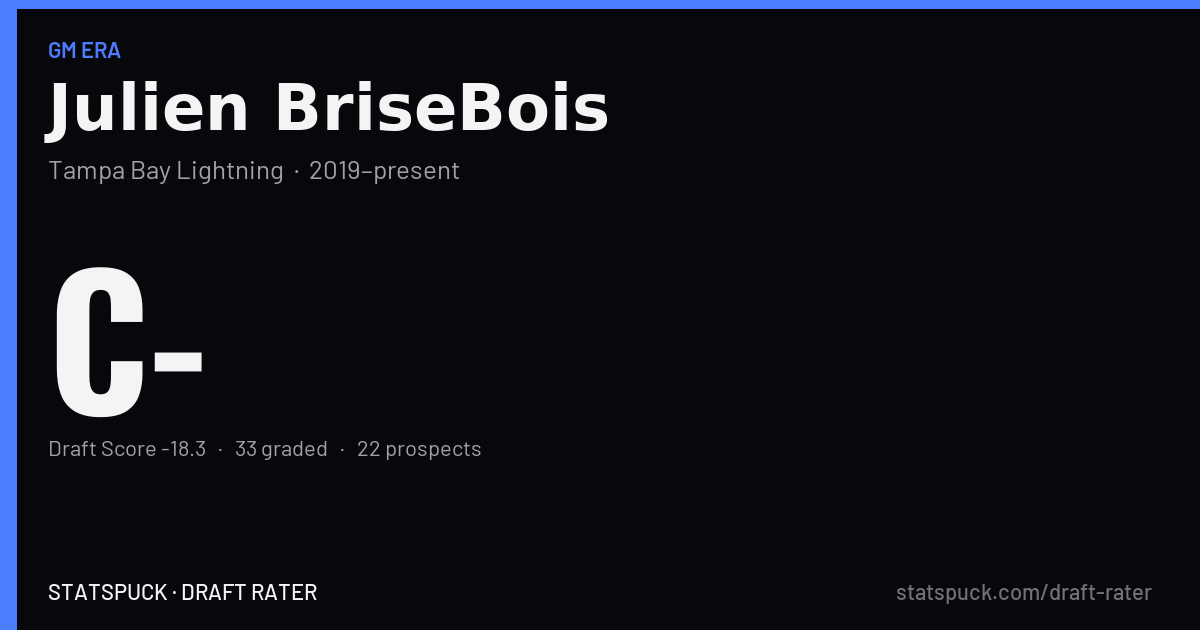 GM ERA
Julien BriseBois
Tampa Bay Lightning · 2019–present
C-
Draft Score -18.3 · 33 graded · 22 prospects
STATSPUCK · DRAFT RATER
statspuck.com/draft-rater